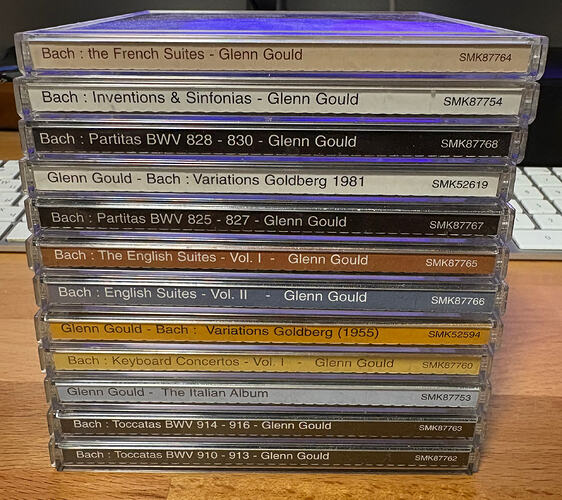 Bach : the French Suites - Glenn Gould SMK87764
Bach : Inventions & Sinfonias - Glenn Gould SMK87754
Bach : Partitas BWV 828 - 830 - Glenn Gould SMK87768
Glenn Gould - Bach : Variations Goldberg 1981 SMK52619
Bach : Partitas BWV 825 - 827 - Glenn Gould SMK87767
Bach : The English Suites - Vol. I - Glenn Gould SMK87765
Bach : English Suites - Vol. II - Glenn Gould SMK87766
Glenn Gould - Bach : Variations Goldberg (1955) SMK52594
Bach : Keyboard Concertos - Vol. I - Glenn Gould SMK87760
Glenn Gould - The Italian Album SMK87753
Bach : Toccatas BWV 914 - 916 - Glenn Gould SMK87763
Bach : Toccatas BWV 910 - 913 - Glenn Gould SMK87762